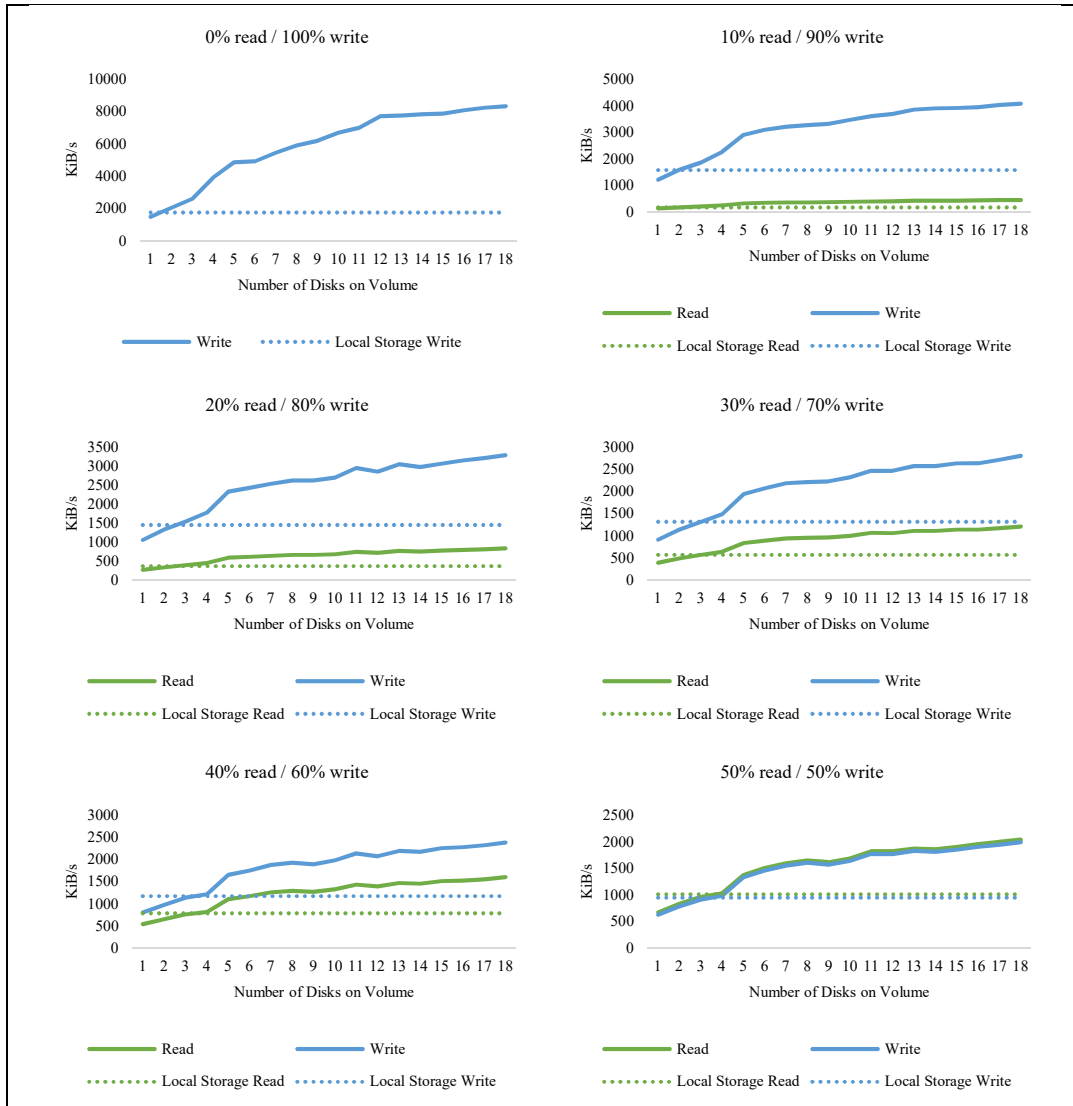 0% read / 100% write
10000
8000
6000
4000
2000
0
KiB/s
1 2 3 4 5 6 7 8 9 10 11 12 13 14 15 16 17 18
Number of Disks on Volume
Write
Local Storage Write
10% read / 90% write
5000
4000
3000
2000
1000
0
KiB/s
1 2 3 4 5 6 7 8 9 10 11 12 13 14 15 16 17 18
Number of Disks on Volume
Read
Write
Local Storage Read
Local Storage Write
20% read / 80% write
3500
3000
2500
2000
1500
1000
500
0
KiB/s
1 2 3 4 5 6 7 8 9 10 11 12 13 14 15 16 17 18
Number of Disks on Volume
Read
Write
Local Storage Read
Local Storage Write
30% read / 70% write
3000
2500
2000
1500
1000
500
0
KiB/s
1 2 3 4 5 6 7 8 9 10 11 12 13 14 15 16 17 18
Number of Disks on Volume
Read
Write
Local Storage Read
Local Storage Write
40% read / 60% write
3000
2500
2000
1500
1000
500
0
KiB/s
1 2 3 4 5 6 7 8 9 10 11 12 13 14 15 16 17 18
Number of Disks on Volume
Read
Write
Local Storage Read
Local Storage Write
50% read / 50% write
2500
2000
1500
1000
500
0
KiB/s
1 2 3 4 5 6 7 8 9 10 11 12 13 14 15 16 17 18
Number of Disks on Volume
Read
Write
Local Storage Read
Local Storage Write